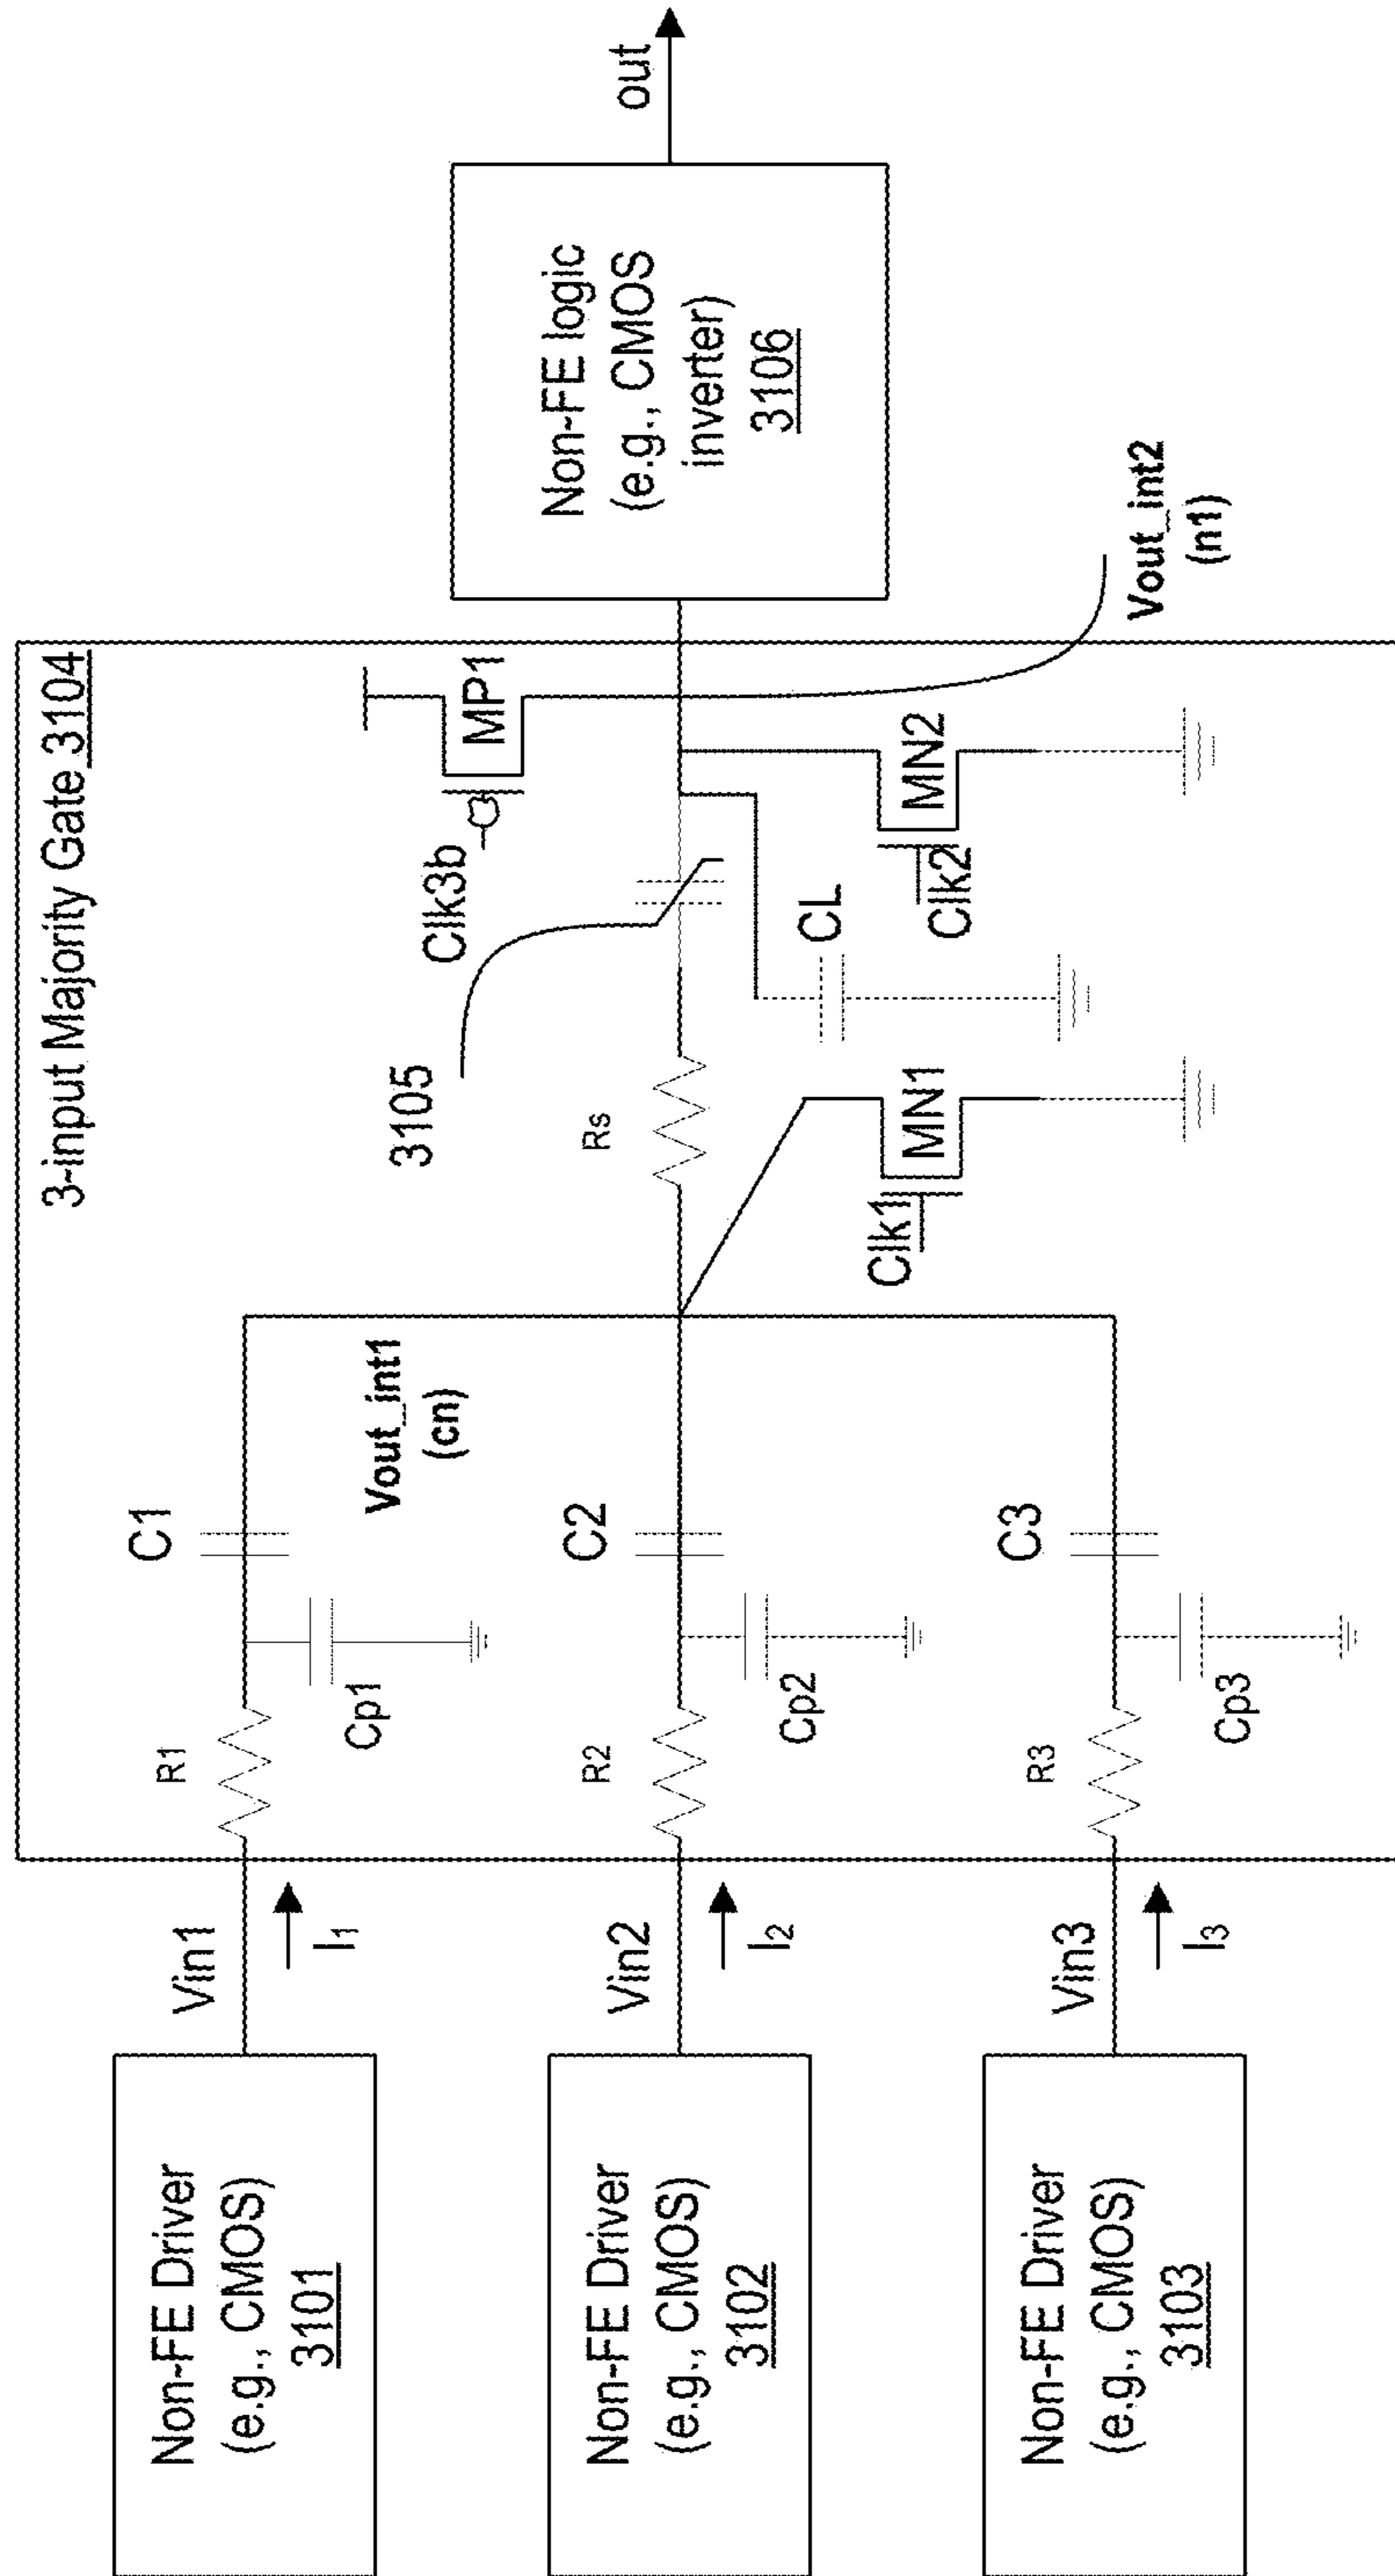 3-input Majority Gate 3104
Non-FE Driver
(e.g., CMOS)
3101
Vin1
I₁
R1
Cp1
C1
Vout_int1
(cn)
Non-FE Driver
(e.g., CMOS)
3102
Vin2
I₂
R2
Cp2
C2
Non-FE Driver
(e.g., CMOS)
3103
Vin3
I₃
R3
Cp3
C3
Rs
3105
Clk1
MN1
CL
Clk3b
MP1
Clk2
MN2
Vout_int2
(n1)
Non-FE logic
(e.g., CMOS
inverter)
3106
out